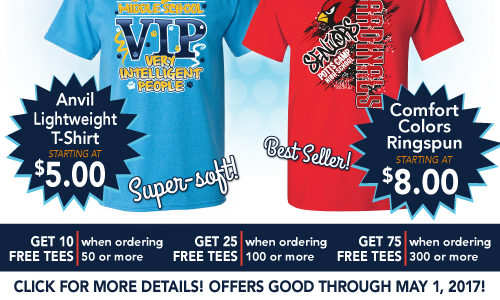 MIDDLE SCHOOL
VIP
VERY
INTELLIGENT
PEOPLE
SENIORS
CARDINALS
Anvil
Lightweight
T-Shirt
STARTING AT
$5.00
Super-soft!
Best Seller!
Comfort
Colors
Ringspun
STARTING AT
$8.00
GET 10
FREE TEES
when ordering
50 or more
GET 25
FREE TEES
when ordering
100 or more
GET 75
FREE TEES
when ordering
300 or more
CLICK FOR MORE DETAILS! OFFERS GOOD THROUGH MAY 1, 2017!